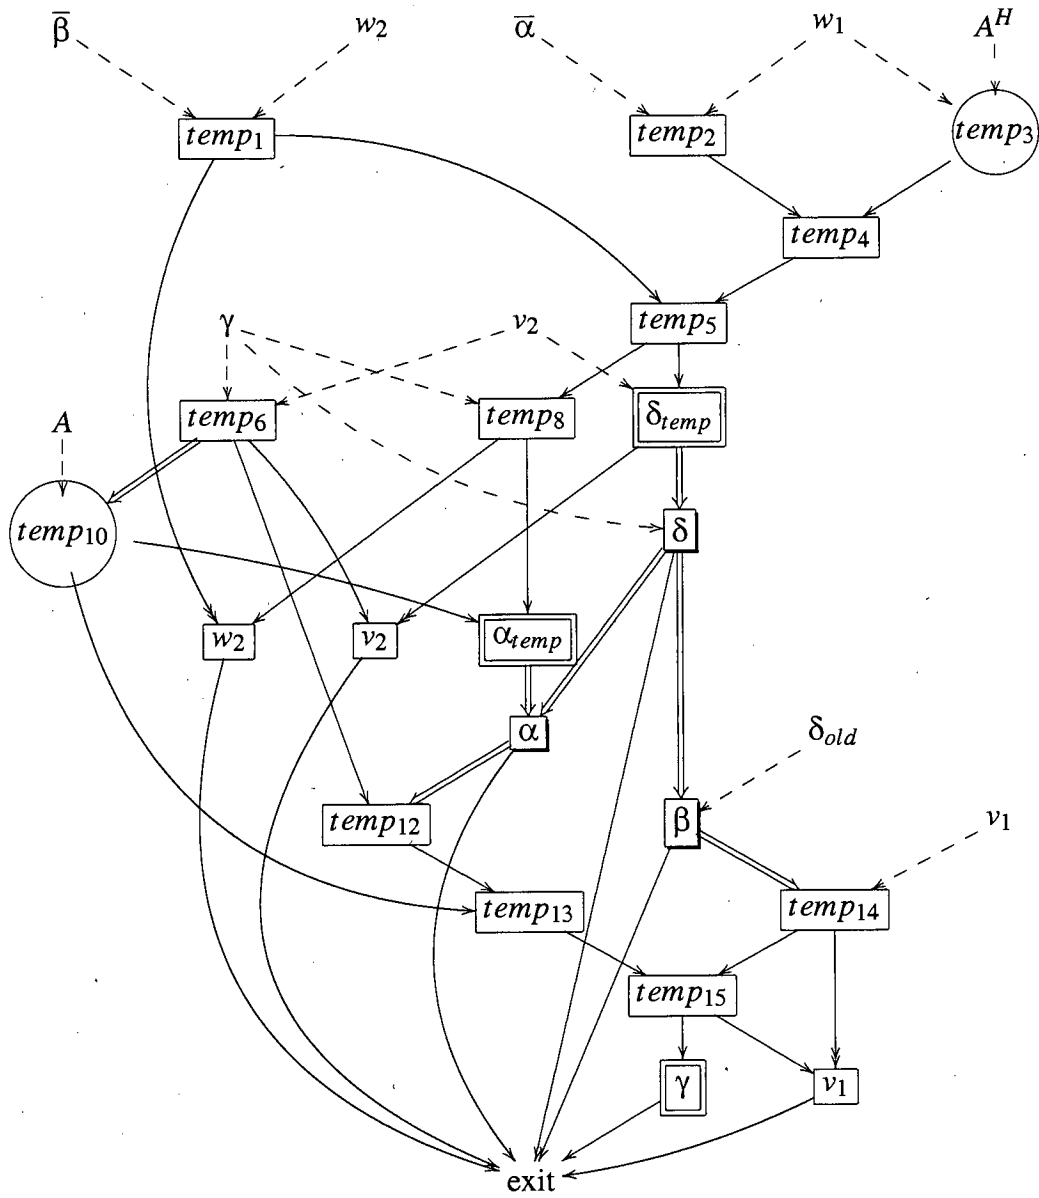 β̅ w₂ α̅ w₁ Aᴴ
temp₁ temp₂ temp₃
temp₄
temp₅
γ v₂
temp₆ temp₈ δtemp
A
temp₁₀ δ
w₂ v₂ αtemp
α δold
temp₁₂ β v₁
temp₁₃ temp₁₄
temp₁₅
γ v₁
exit